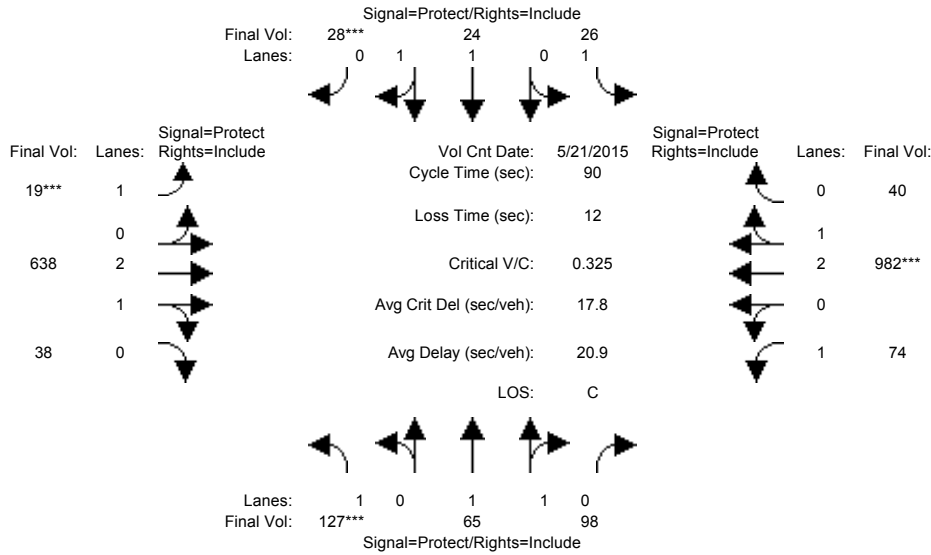 Signal=Protect/Rights=Include
Final Vol: 28*** 24 26
Lanes: 0 1 1 0 1
Signal=Protect Signal=Protect
Final Vol: Lanes: Rights=Include Vol Cnt Date: 5/21/2015 Rights=Include Lanes: Final Vol:
Cycle Time (sec): 90
19*** 1 0 40
Loss Time (sec): 12
0 1
638 2 Critical V/C: 0.325 2 982***
1 Avg Crit Del (sec/veh): 17.8 0
38 0 Avg Delay (sec/veh): 20.9 1 74
LOS: C
Lanes: 1 0 1 1 0
Final Vol: 127*** 65 98
Signal=Protect/Rights=Include